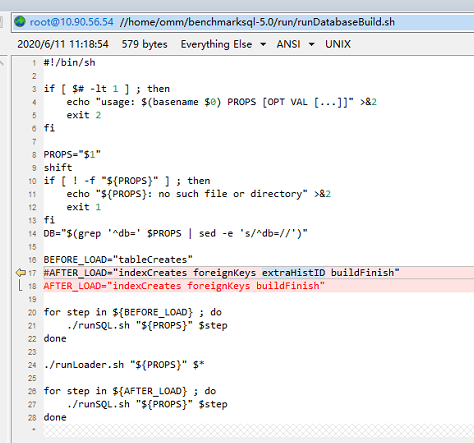 root@10.90.56.54 //home/omm/benchmarksql-5.0/run/runDatabaseBuild.sh
2020/6/11 11:18:54 579 bytes Everything Else ANSI UNIX
1 #!/bin/sh
2
3 if [ $# -lt 1 ] ; then
4 echo "usage: $(basename $0) PROPS [OPT VAL [...]]" >&2
5 exit 2
6 fi
7
8 PROPS="$1"
9 shift
10 if [ ! -f "${PROPS}" ] ; then
11 echo "${PROPS}: no such file or directory" >&2
12 exit 1
13 fi
14 DB="$(grep '^db=' $PROPS | sed -e 's/^db=//')"
15
16 BEFORE_LOAD="tableCreates"
17 #AFTER_LOAD="indexCreates foreignKeys extraHistID buildFinish"
18 AFTER_LOAD="indexCreates foreignKeys buildFinish"
19
20 for step in ${BEFORE_LOAD} ; do
21 ./runSQL.sh "${PROPS}" $step
22 done
23
24 ./runLoader.sh "${PROPS}" $*
25
26 for step in ${AFTER_LOAD} ; do
27 ./runSQL.sh "${PROPS}" $step
28 done